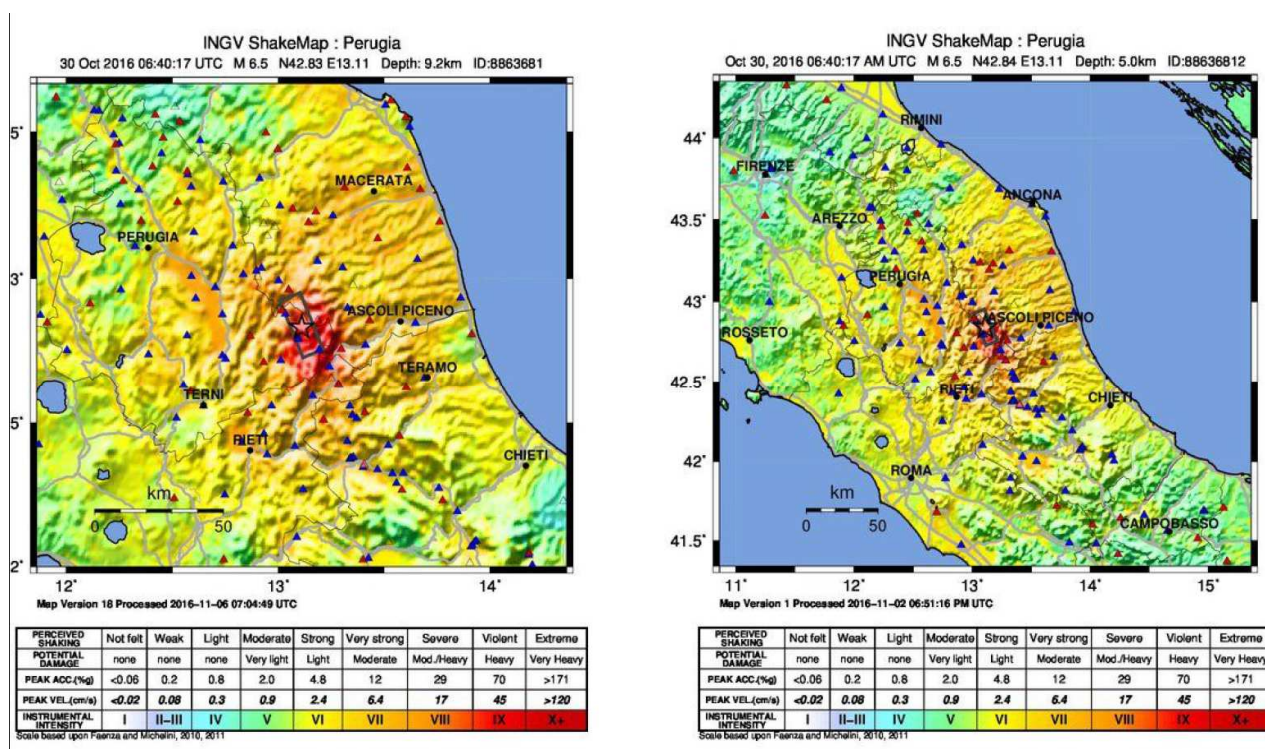 INGV ShakeMap : Perugia
30 Oct 2016 06:40:17 UTC M 6.5 N42.83 E13.11 Depth: 9.2km ID:8863681
5˚
MACERATA
PERUGIA
3˚
ASCOLI PICENO
TERAMO
TERNI
5˚
RIETI
CHIETI
km
0 50
2˚
12˚ 13˚ 14˚
Map Version 18 Processed 2016-11-06 07:04:49 UTC
PERCEIVED SHAKING Not felt Weak Light Moderate Strong Very strong Severe Violent Extreme
POTENTIAL DAMAGE none none none Very light Light Moderate Mod./Heavy Heavy Very Heavy
PEAK ACC.(%g) <0.06 0.2 0.8 2.0 4.8 12 29 70 >171
PEAK VEL.(cm/s) <0.02 0.08 0.3 0.9 2.4 6.4 17 45 >120
INSTRUMENTAL INTENSITY I II-III IV V VI VII VIII IX X+
Scale based upon Faenza and Michelini, 2010, 2011
INGV ShakeMap : Perugia
Oct 30, 2016 06:40:17 AM UTC M 6.5 N42.84 E13.11 Depth: 5.0km ID:88636812
44˚
RIMINI
FIRENZE
ANCONA
43.5˚
AREZZO
PERUGIA
43˚
ASCOLI PICENO
ROSSETO
42.5˚
RIETI
CHIETI
42˚
ROMA
km
0 50
CAMPOBASSO
41.5˚
11˚ 12˚ 13˚ 14˚ 15˚
Map Version 1 Processed 2016-11-02 06:51:16 PM UTC
PERCEIVED SHAKING Not felt Weak Light Moderate Strong Very strong Severe Violent Extreme
POTENTIAL DAMAGE none none none Very light Light Moderate Mod./Heavy Heavy Very Heavy
PEAK ACC.(%g) <0.06 0.2 0.8 2.0 4.8 12 29 70 >171
PEAK VEL.(cm/s) <0.02 0.08 0.3 0.9 2.4 6.4 17 45 >120
INSTRUMENTAL INTENSITY I II-III IV V VI VII VIII IX X+
Scale based upon Faenza and Michelini, 2010, 2011